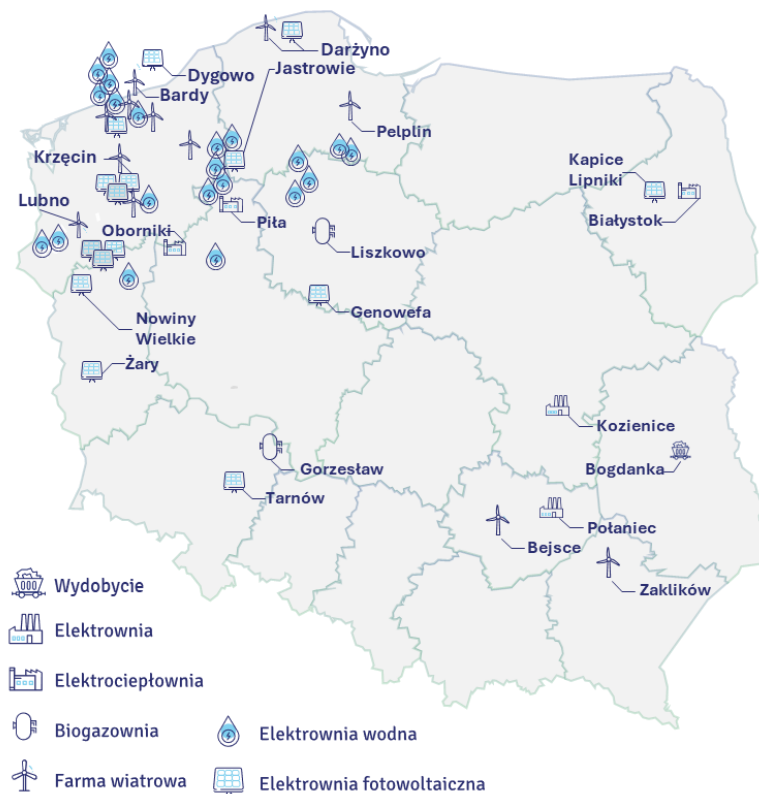 Darżyno
Dygowo
Jastrowie
Bardy
Pelplin
Krzęcin
Kapice
Lipniki
Lubno
Białystok
Oborniki
Piła
Liszkowo
Genowefa
Nowiny
Wielkie
Żary
Kozienice
Gorzesław
Bogdanka
Tarnów
Połaniec
Bejsce
Zaklików
Wydobycie
Elektrownia
Elektrociepłownia
Biogazownia
Elektrownia wodna
Farma wiatrowa
Elektrownia fotowoltaiczna